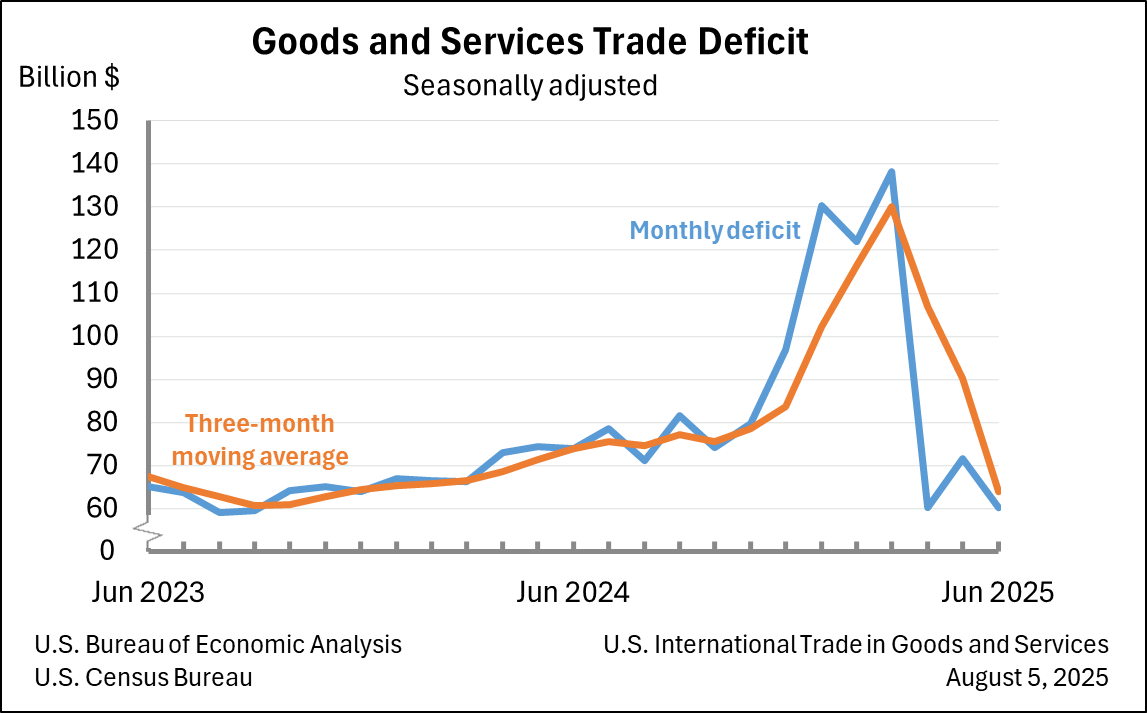 Goods and Services Trade Deficit
Billion $
Seasonally adjusted
150
140
130
Monthly deficit
120
110
100
90
80
Three-month
moving average
70
60
0
Jun 2023 Jun 2024 Jun 2025
U.S. Bureau of Economic Analysis
U.S. International Trade in Goods and Services
U.S. Census Bureau
August 5, 2025